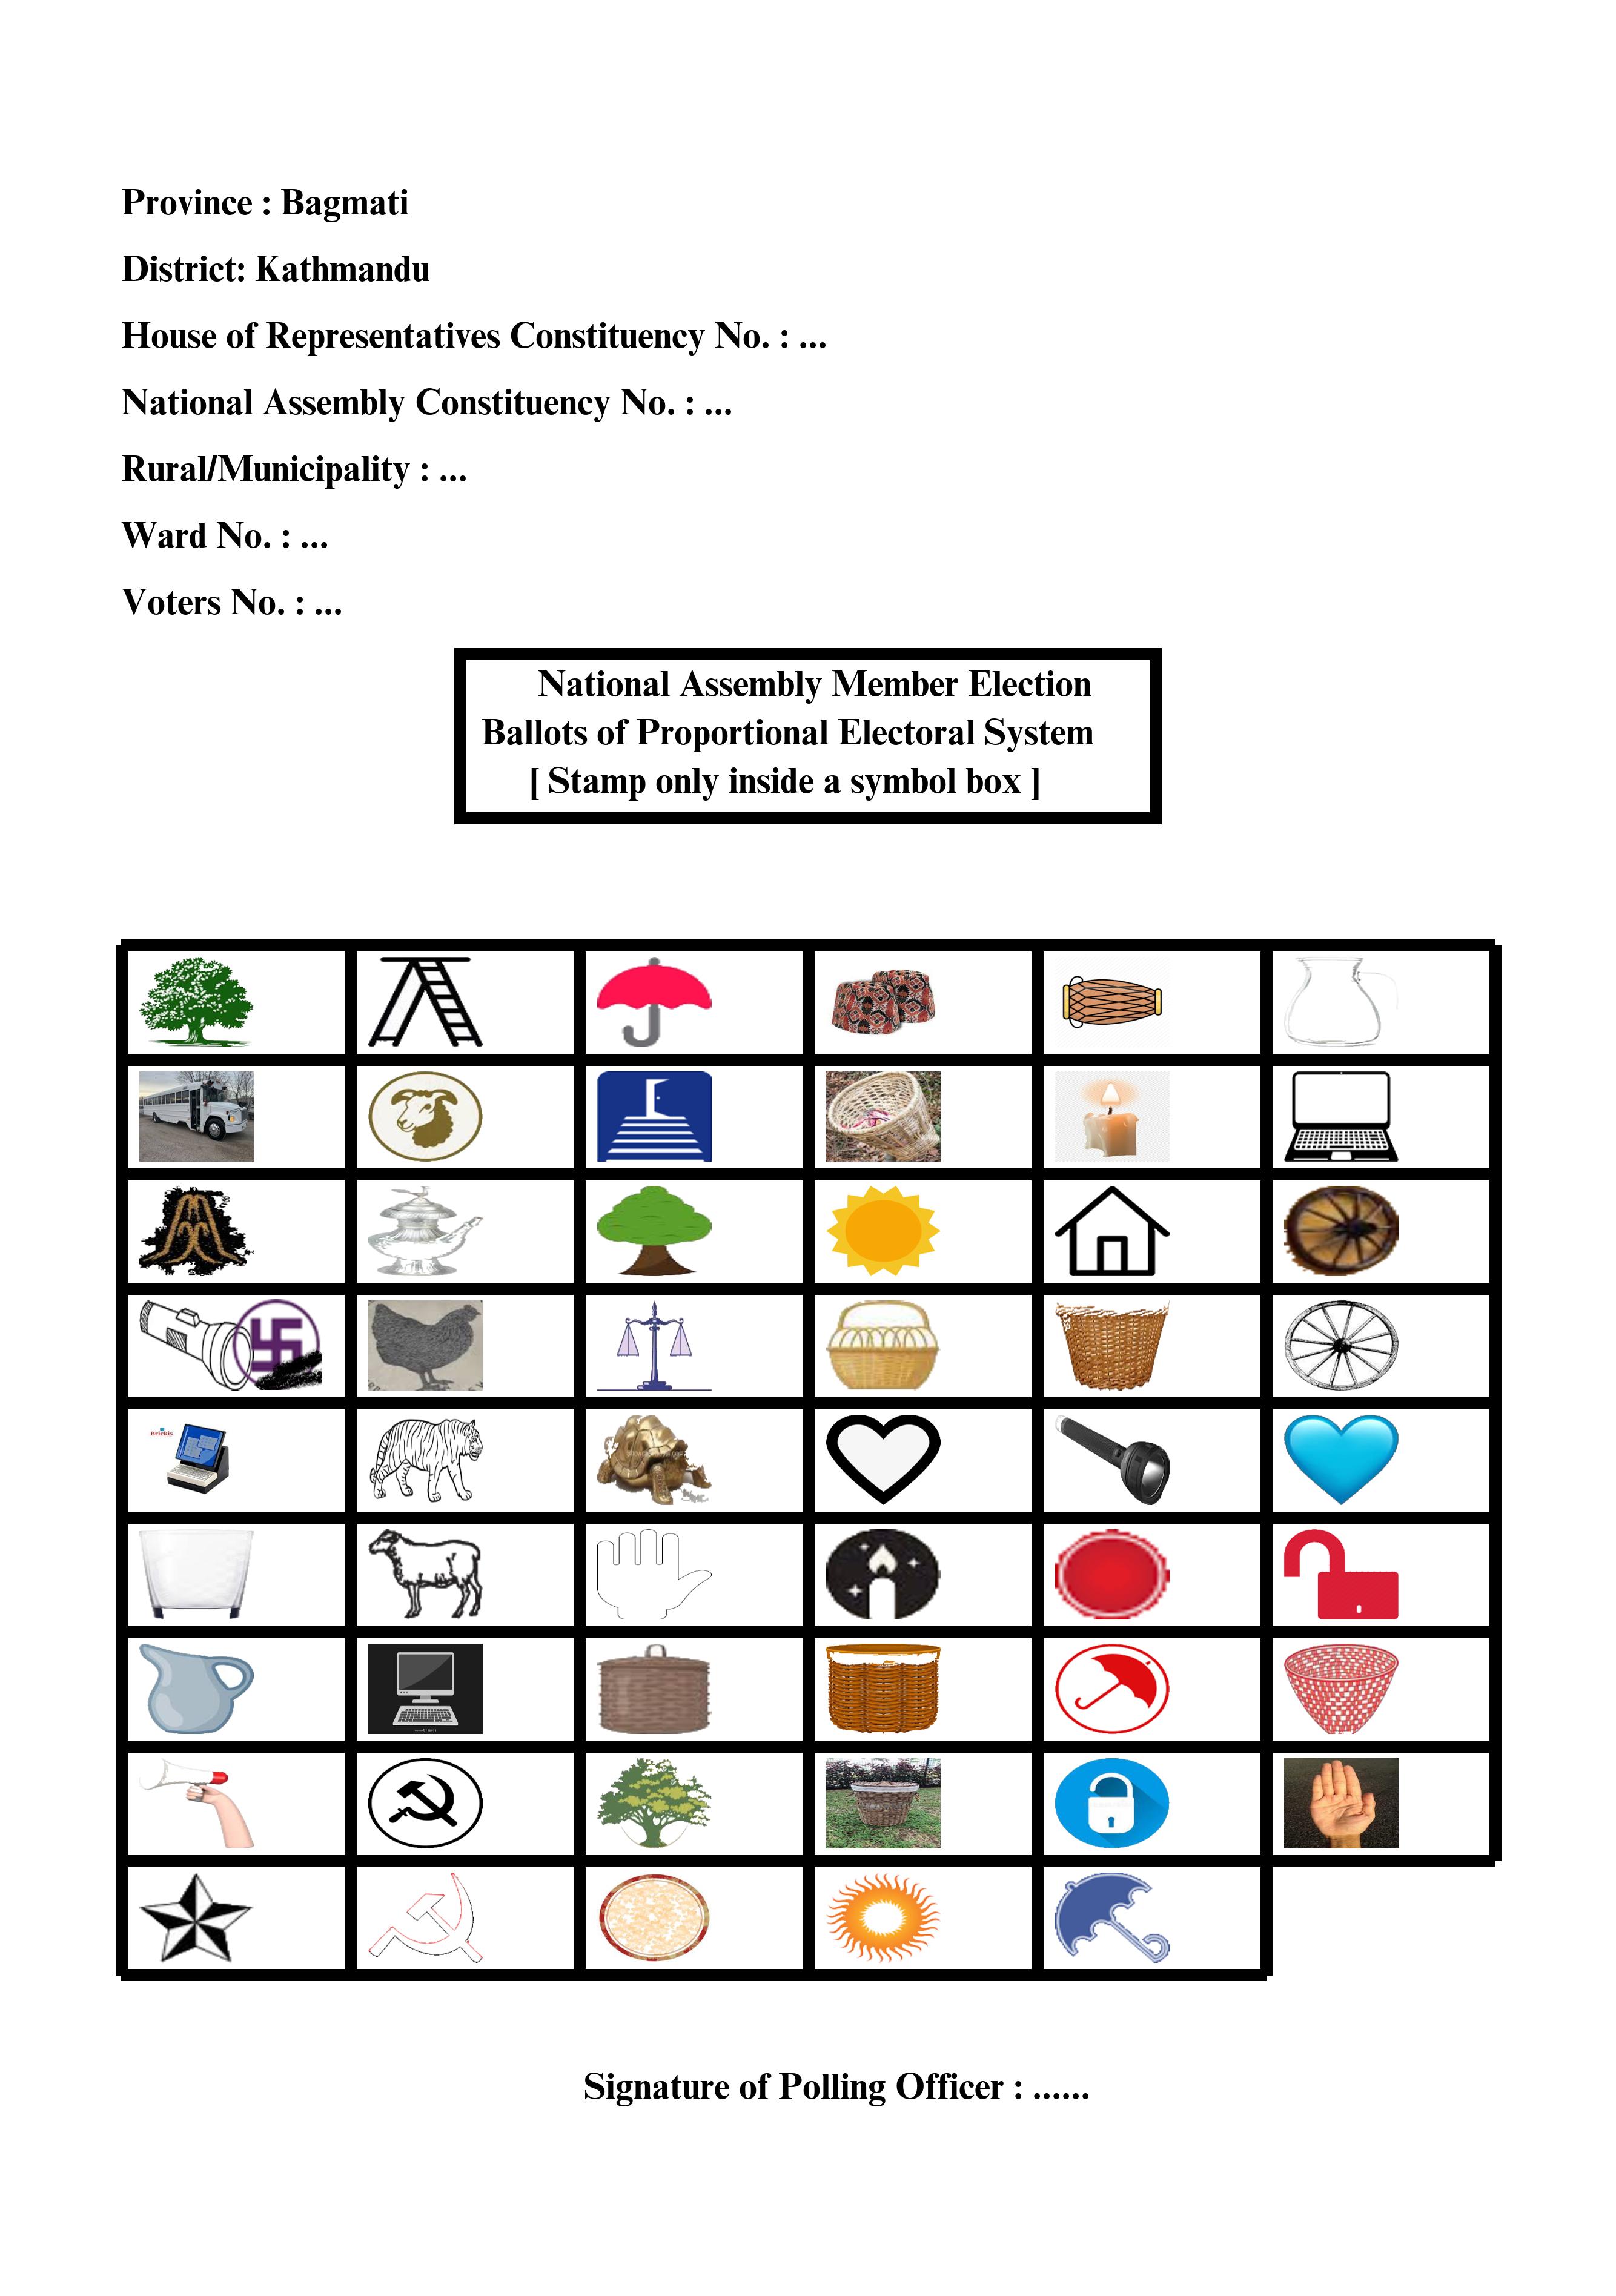 Province : Bagmati
District: Kathmandu
House of Representatives Constituency No. : ...
National Assembly Constituency No. : ...
Rural/Municipality : ...
Ward No. : ...
Voters No. : ...
National Assembly Member Election
Ballots of Proportional Electoral System
[ Stamp only inside a symbol box ]
Brickis
Signature of Polling Officer : ......